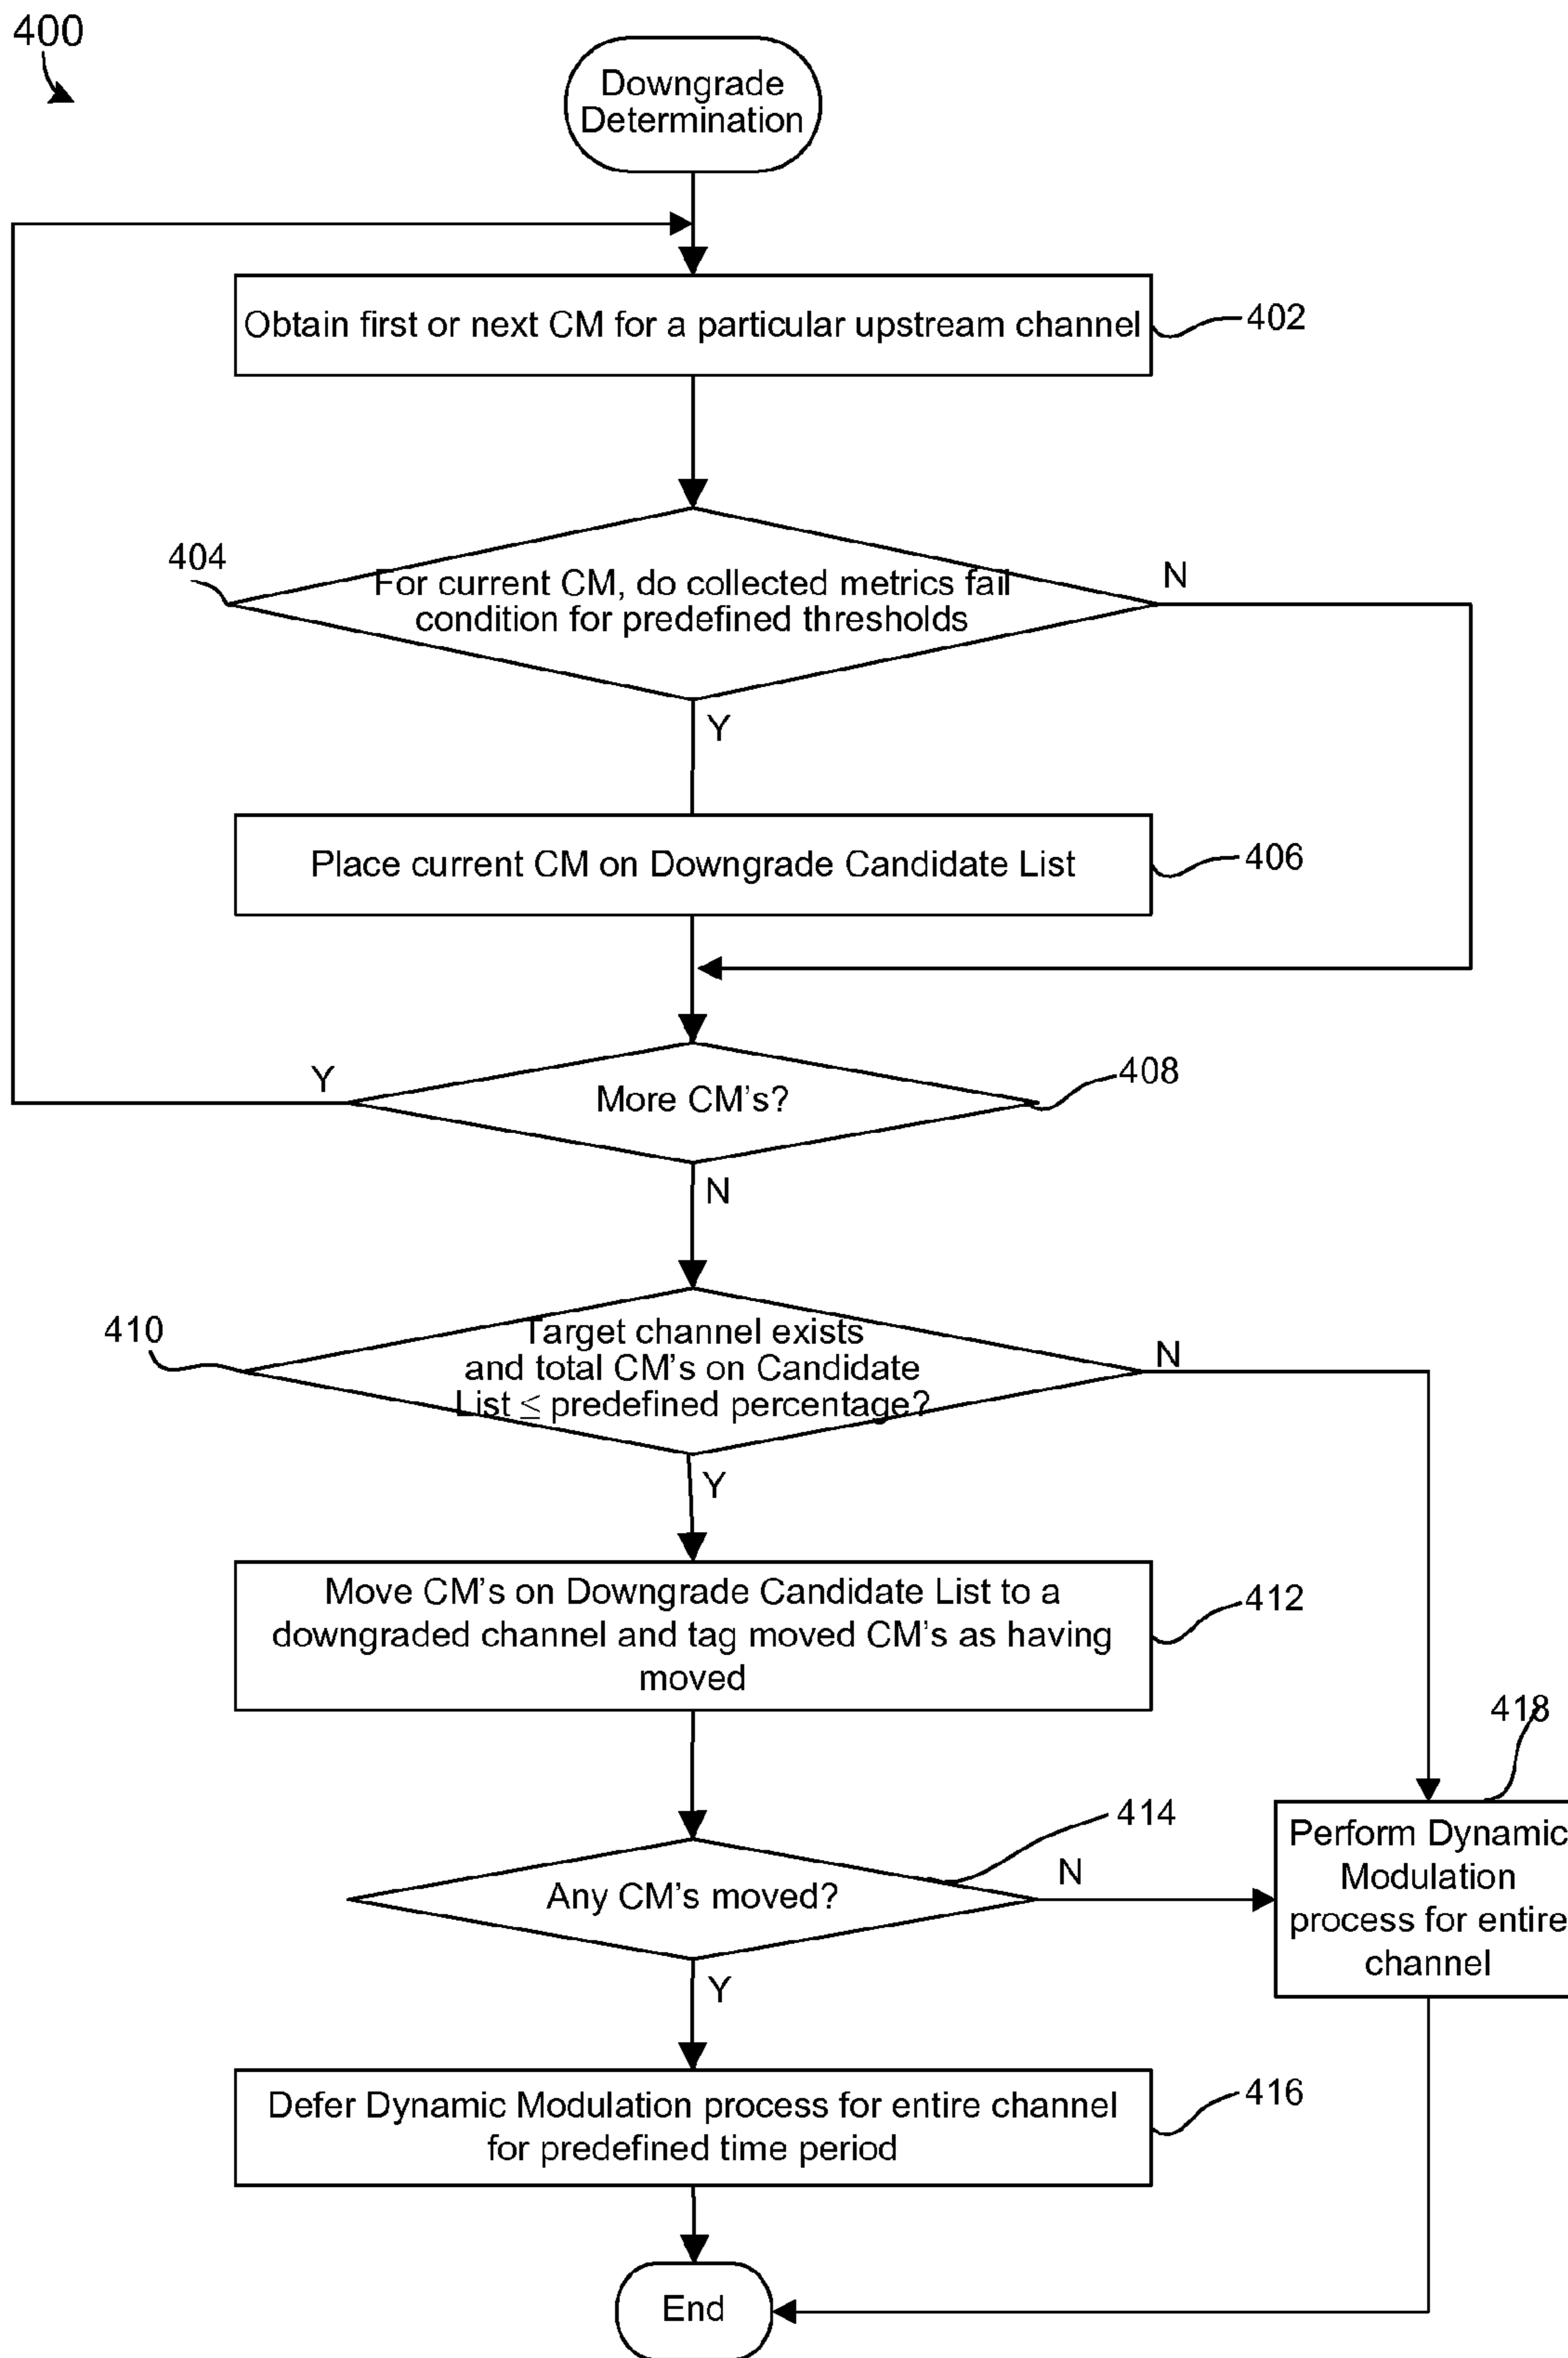 400
Downgrade
Determination
Obtain first or next CM for a particular upstream channel
402
404
For current CM, do collected metrics fail
condition for predefined thresholds
N
Y
Place current CM on Downgrade Candidate List
406
Y
More CM's?
408
N
410
Target channel exists
and total CM's on Candidate
List ≤ predefined percentage?
N
Y
Move CM's on Downgrade Candidate List to a
downgraded channel and tag moved CM's as having
moved
412
418
414
Perform Dynamic
Modulation
process for entire
channel
Any CM's moved?
N
Y
Defer Dynamic Modulation process for entire channel
for predefined time period
416
End